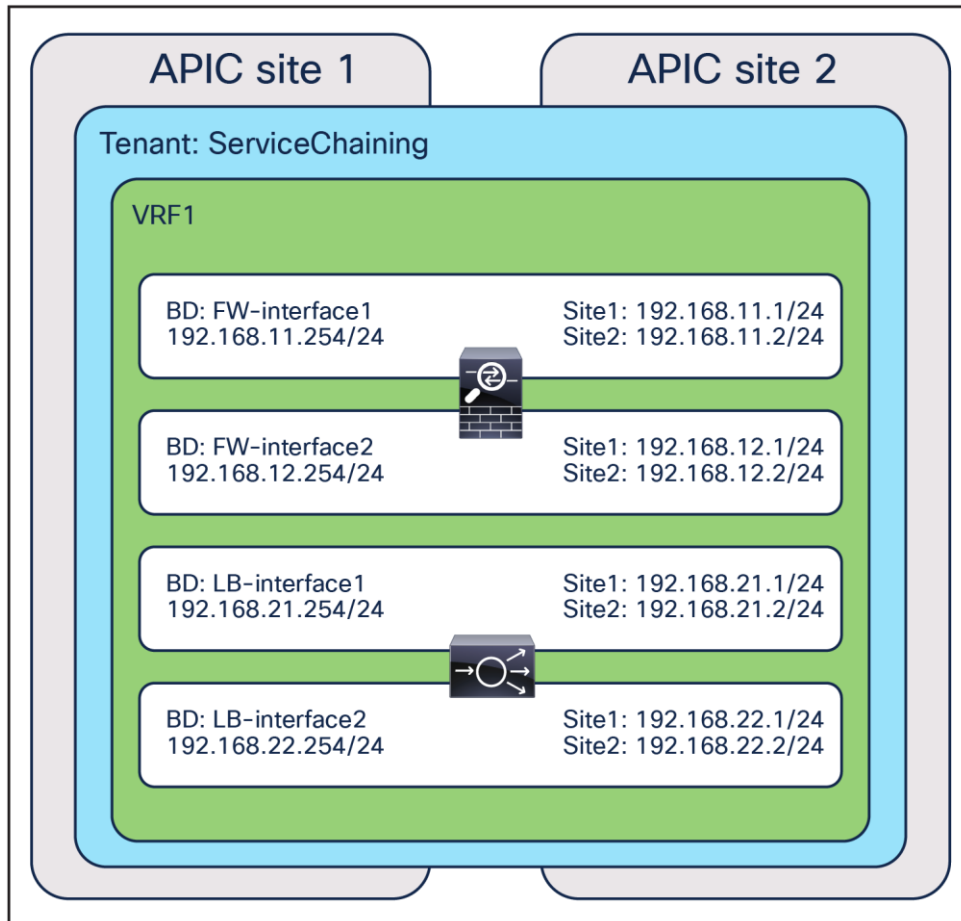 APIC site 1
APIC site 2
Tenant: ServiceChaining
VRF1
BD: FW-interface1
192.168.11.254/24
Site1: 192.168.11.1/24
Site2: 192.168.11.2/24
BD: FW-interface2
192.168.12.254/24
Site1: 192.168.12.1/24
Site2: 192.168.12.2/24
BD: LB-interface1
192.168.21.254/24
Site1: 192.168.21.1/24
Site2: 192.168.21.2/24
BD: LB-interface2
192.168.22.254/24
Site1: 192.168.22.1/24
Site2: 192.168.22.2/24